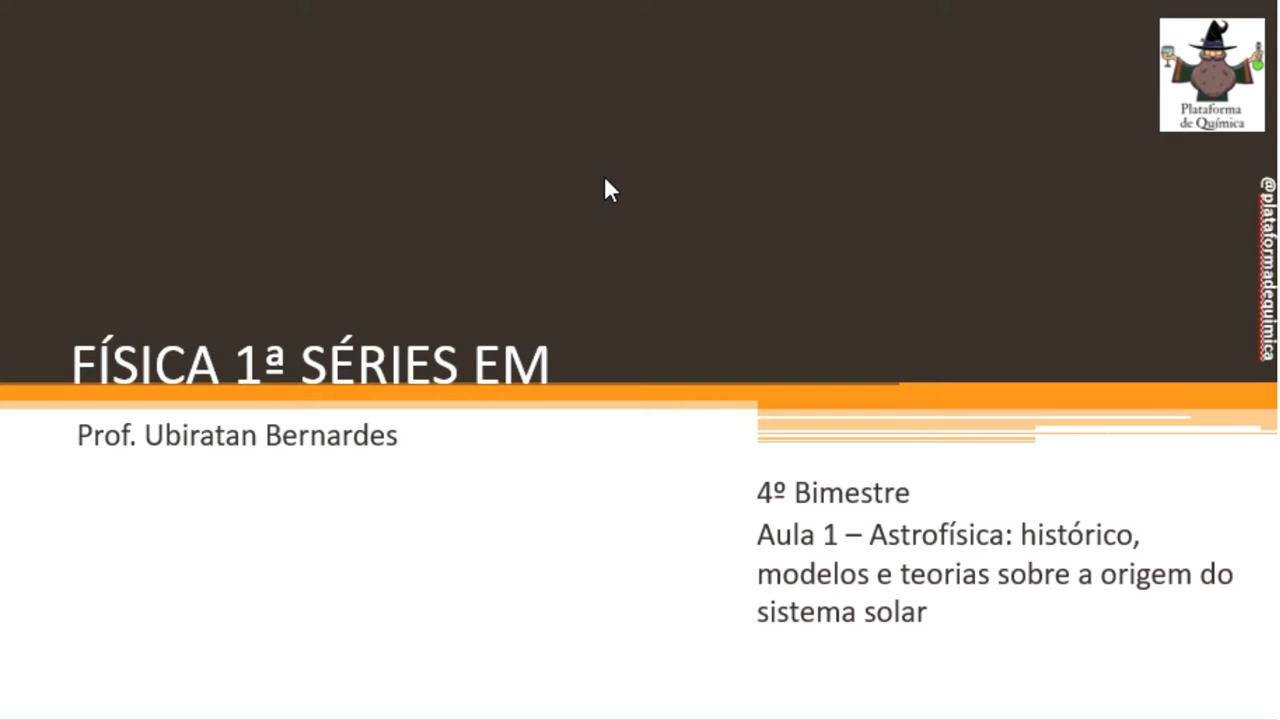 Plataforma
de Química
@plataformadequimica
FÍSICA 1ª SÉRIES EM
Prof. Ubiratan Bernardes
4º Bimestre
Aula 1 – Astrofísica: histórico,
modelos e teorias sobre a origem do
sistema solar